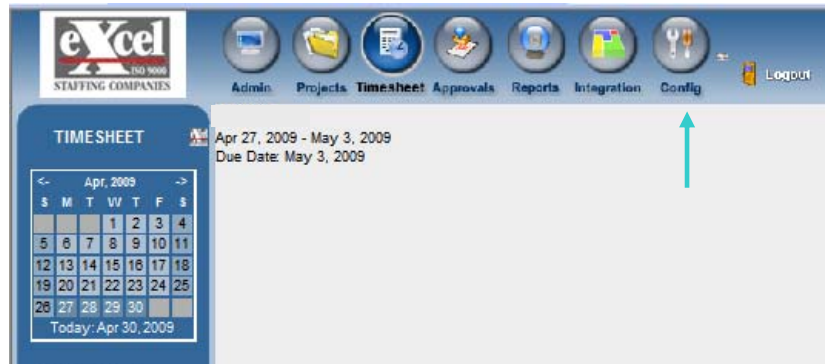 eXcel
ISO 9000
STAFFING COMPANIES
Admin Projects Timesheet Approvals Reports Integration Config Logout
TIMESHEET
Apr 27, 2009 - May 3, 2009
Due Date: May 3, 2009
<- Apr, 2009 ->
S M T W T F S
1 2 3 4
5 6 7 8 9 10 11
12 13 14 15 16 17 18
19 20 21 22 23 24 25
26 27 28 29 30
Today: Apr 30, 2009